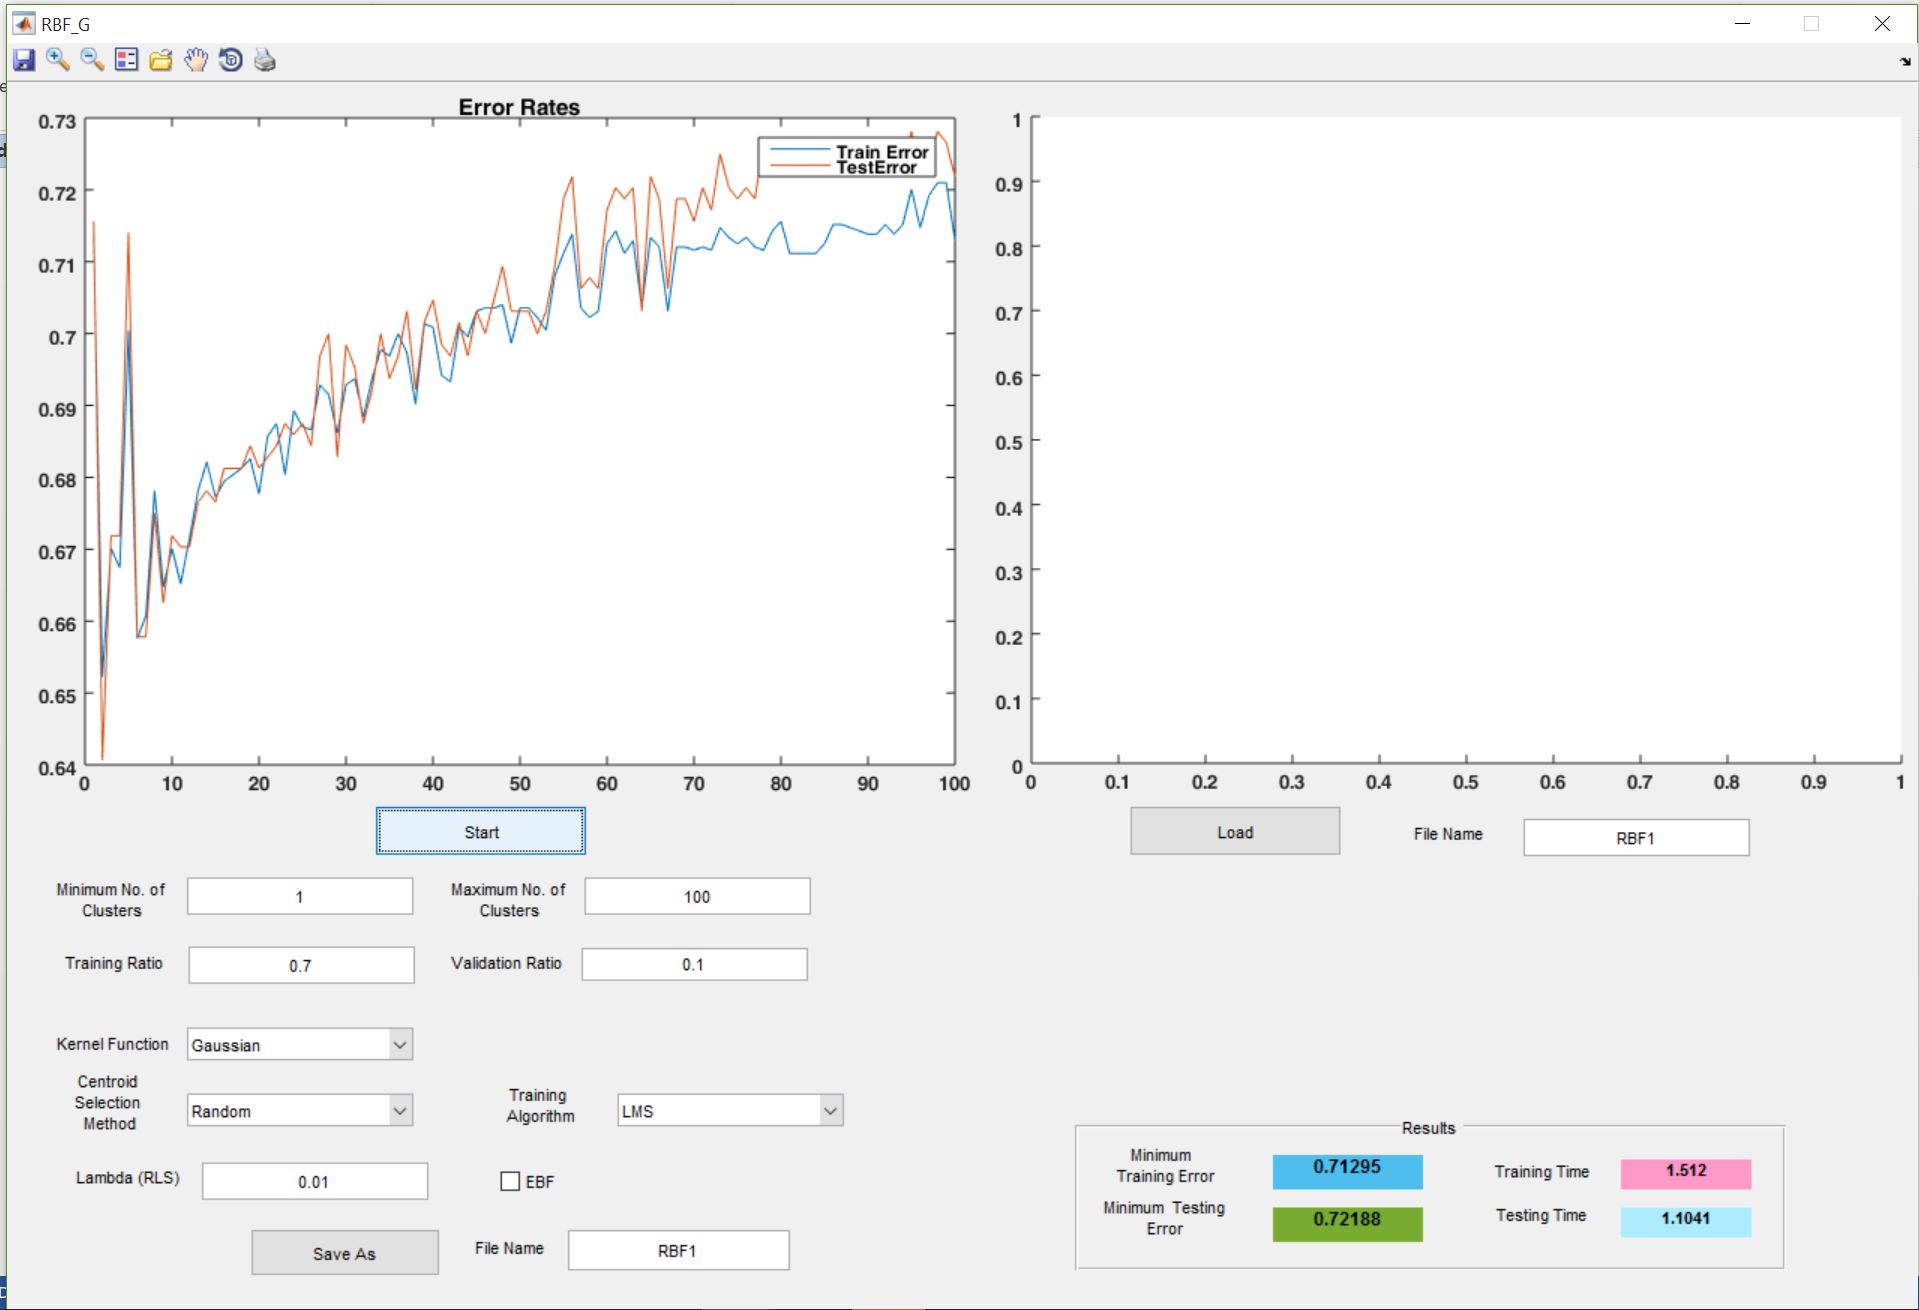 RBF_G
Error Rates
0.73
0.72
0.71
0.7
0.69
0.68
0.67
0.66
0.65
0.64
0 10 20 30 40 50 60 70 80 90 100
Train Error
TestError
1
0.9
0.8
0.7
0.6
0.5
0.4
0.3
0.2
0.1
0
0 0.1 0.2 0.3 0.4 0.5 0.6 0.7 0.8 0.9 1
Start
Load
File Name
RBF1
Minimum No. of
Clusters
1
Maximum No. of
Clusters
100
Training Ratio
0.7
Validation Ratio
0.1
Kernel Function
Gaussian
Centroid
Selection
Method
Random
Training
Algorithm
LMS
Lambda (RLS)
0.01
EBF
Save As
File Name
RBF1
Results
Minimum
Training Error
0.71295
Training Time
1.512
Minimum Testing
Error
0.72188
Testing Time
1.1041